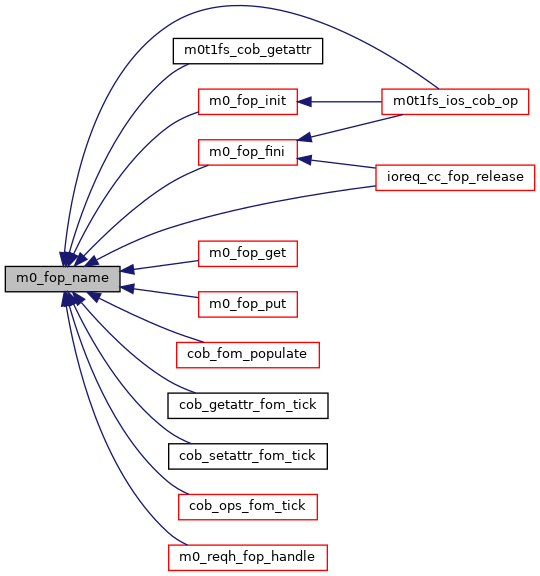 m0t1fs_cob_getattr
m0_fop_init
m0t1fs_ios_cob_op
m0_fop_fini
ioreq_cc_fop_release
m0_fop_get
m0_fop_name
m0_fop_put
cob_fom_populate
cob_getattr_fom_tick
cob_setattr_fom_tick
cob_ops_fom_tick
m0_reqh_fop_handle